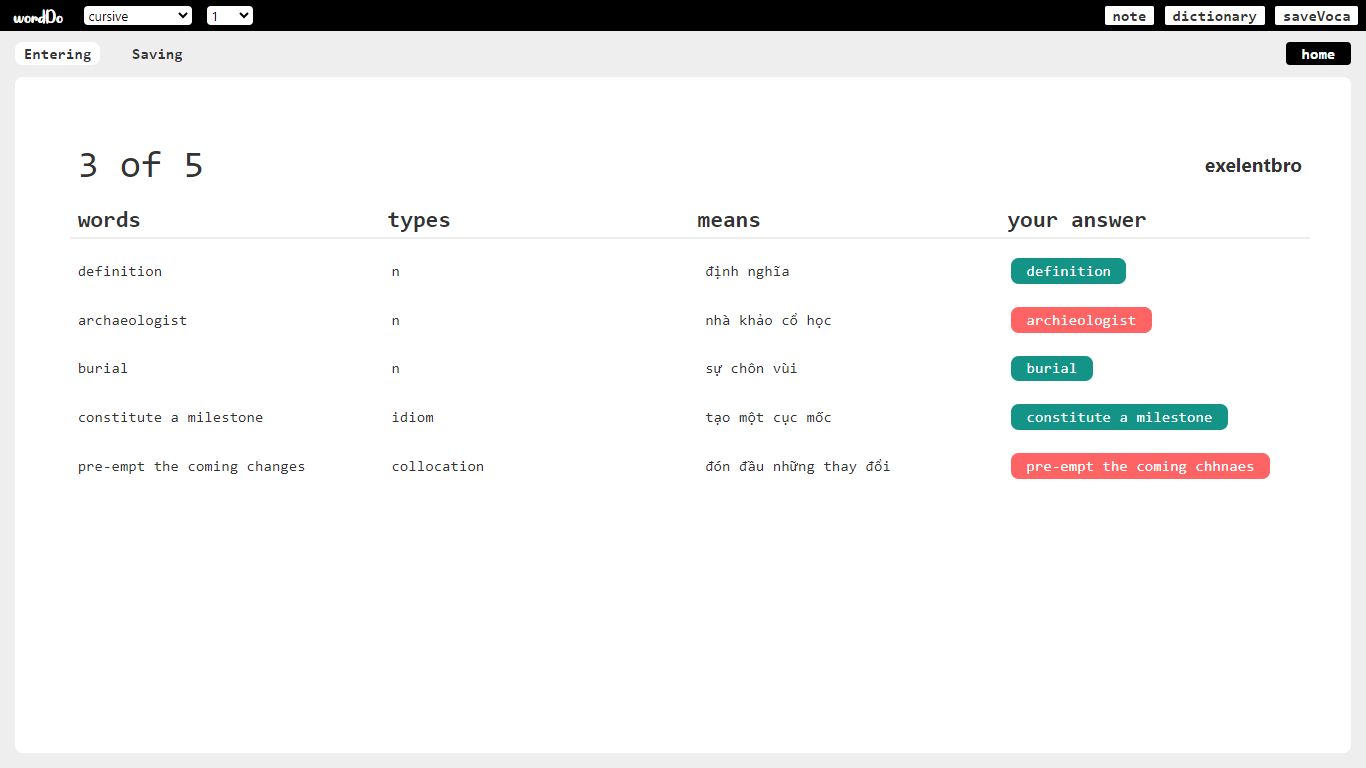 wordDo cursive 1 note dictionary saveVoca
Entering Saving home
3 of 5 exelentbro
words types means your answer
definition n định nghĩa definition
archaeologist n nhà khảo cổ học archieologist
burial n sự chôn vùi burial
constitute a milestone idiom tạo một cục mốc constitute a milestone
pre-empt the coming changes collocation đón đầu những thay đổi pre-empt the coming chhnaes